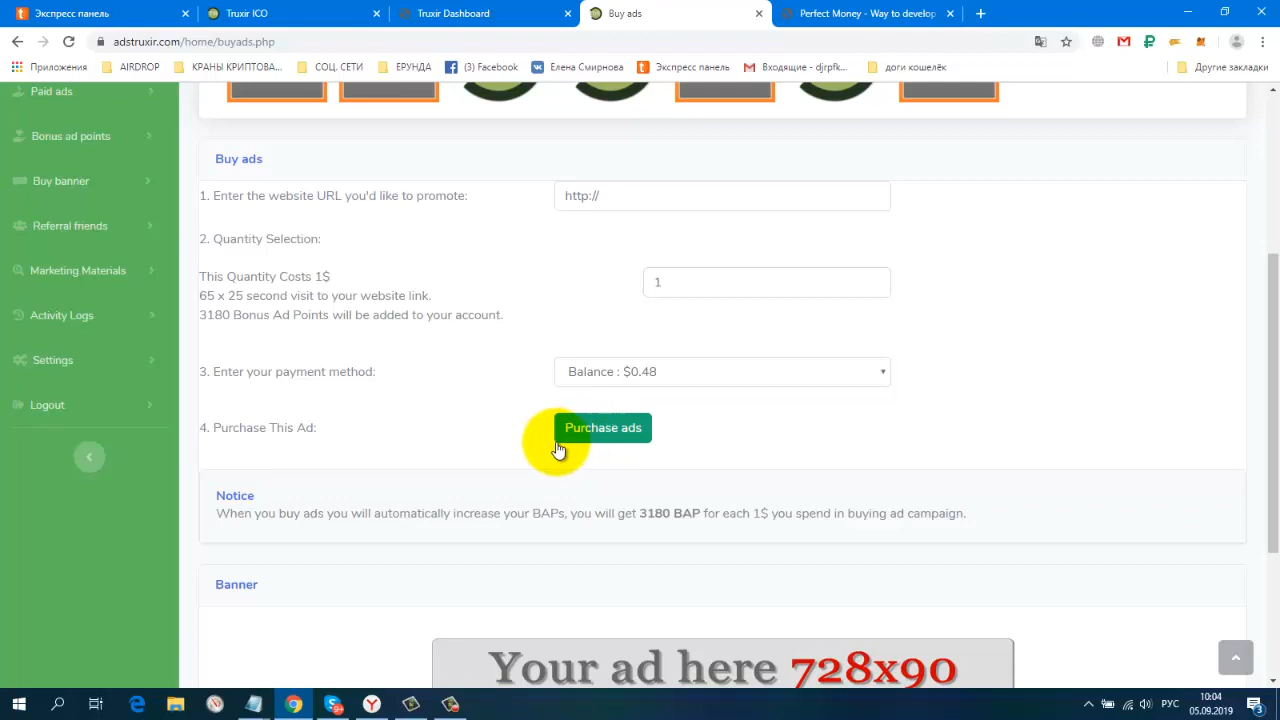 Экспресс панель
Truxir ICO
Truxir Dashboard
Buy ads
Perfect Money - Way to develop
adstruxir.com/home/buyads.php
Приложения
AIRDROP
КРАНЫ КРИПТОВА...
СОЦ. СЕТИ
ЕРУНДА
(3) Facebook
Елена Смирнова
Экспресс панель
Входящие - djrpfk...
доги кошелёк
Другие закладки
Paid ads
Bonus ad points
Buy banner
Referral friends
Marketing Materials
Activity Logs
Settings
Logout
Buy ads
1. Enter the website URL you'd like to promote:
http://
2. Quantity Selection:
This Quantity Costs 1$
1
65 x 25 second visit to your website link.
3180 Bonus Ad Points will be added to your account.
3. Enter your payment method:
Balance : $0.48
4. Purchase This Ad:
Purchase ads
Notice
When you buy ads you will automatically increase your BAPs, you will get 3180 BAP for each 1$ you spend in buying ad campaign.
Banner
Your ad here 728x90
РУС
10:04
05.09.2019
3